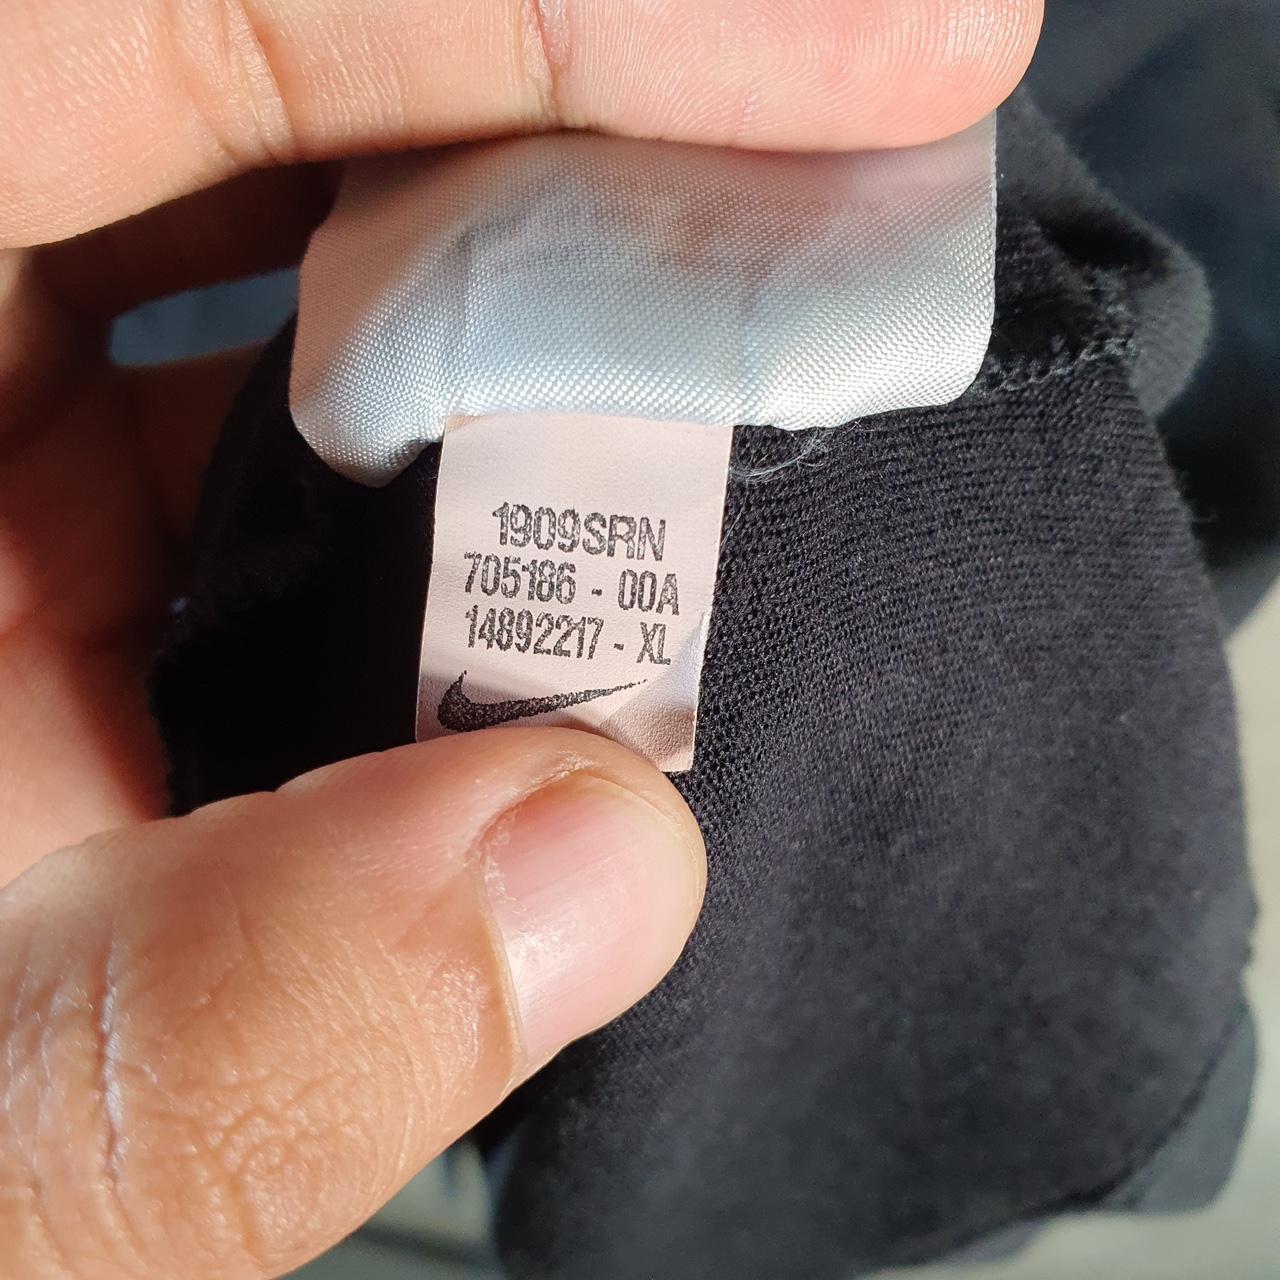 1909SRN
705186 - 00A
14892217 - XL